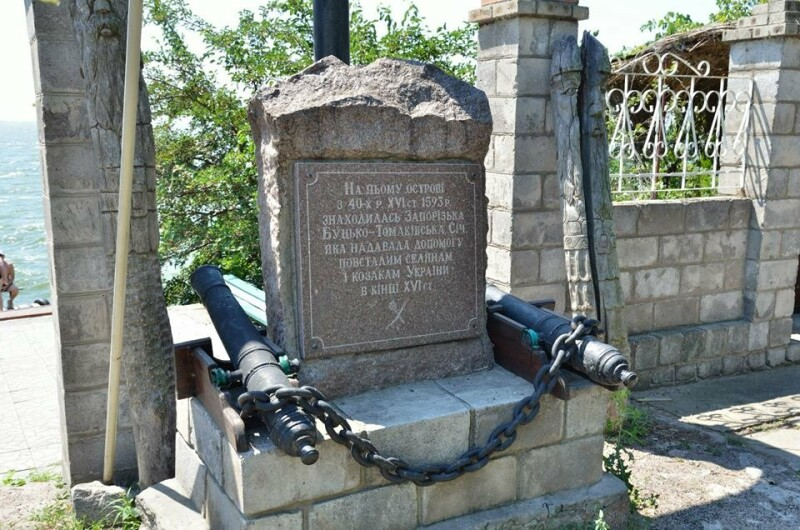 На цьому острові
з 40-х р. XVI ст 1593 р.
знаходилась Запорізька
Буцько-Томаківська Січ,
яка надавала допомогу
повсталим селянам
і козакам України
в кінці XVI ст